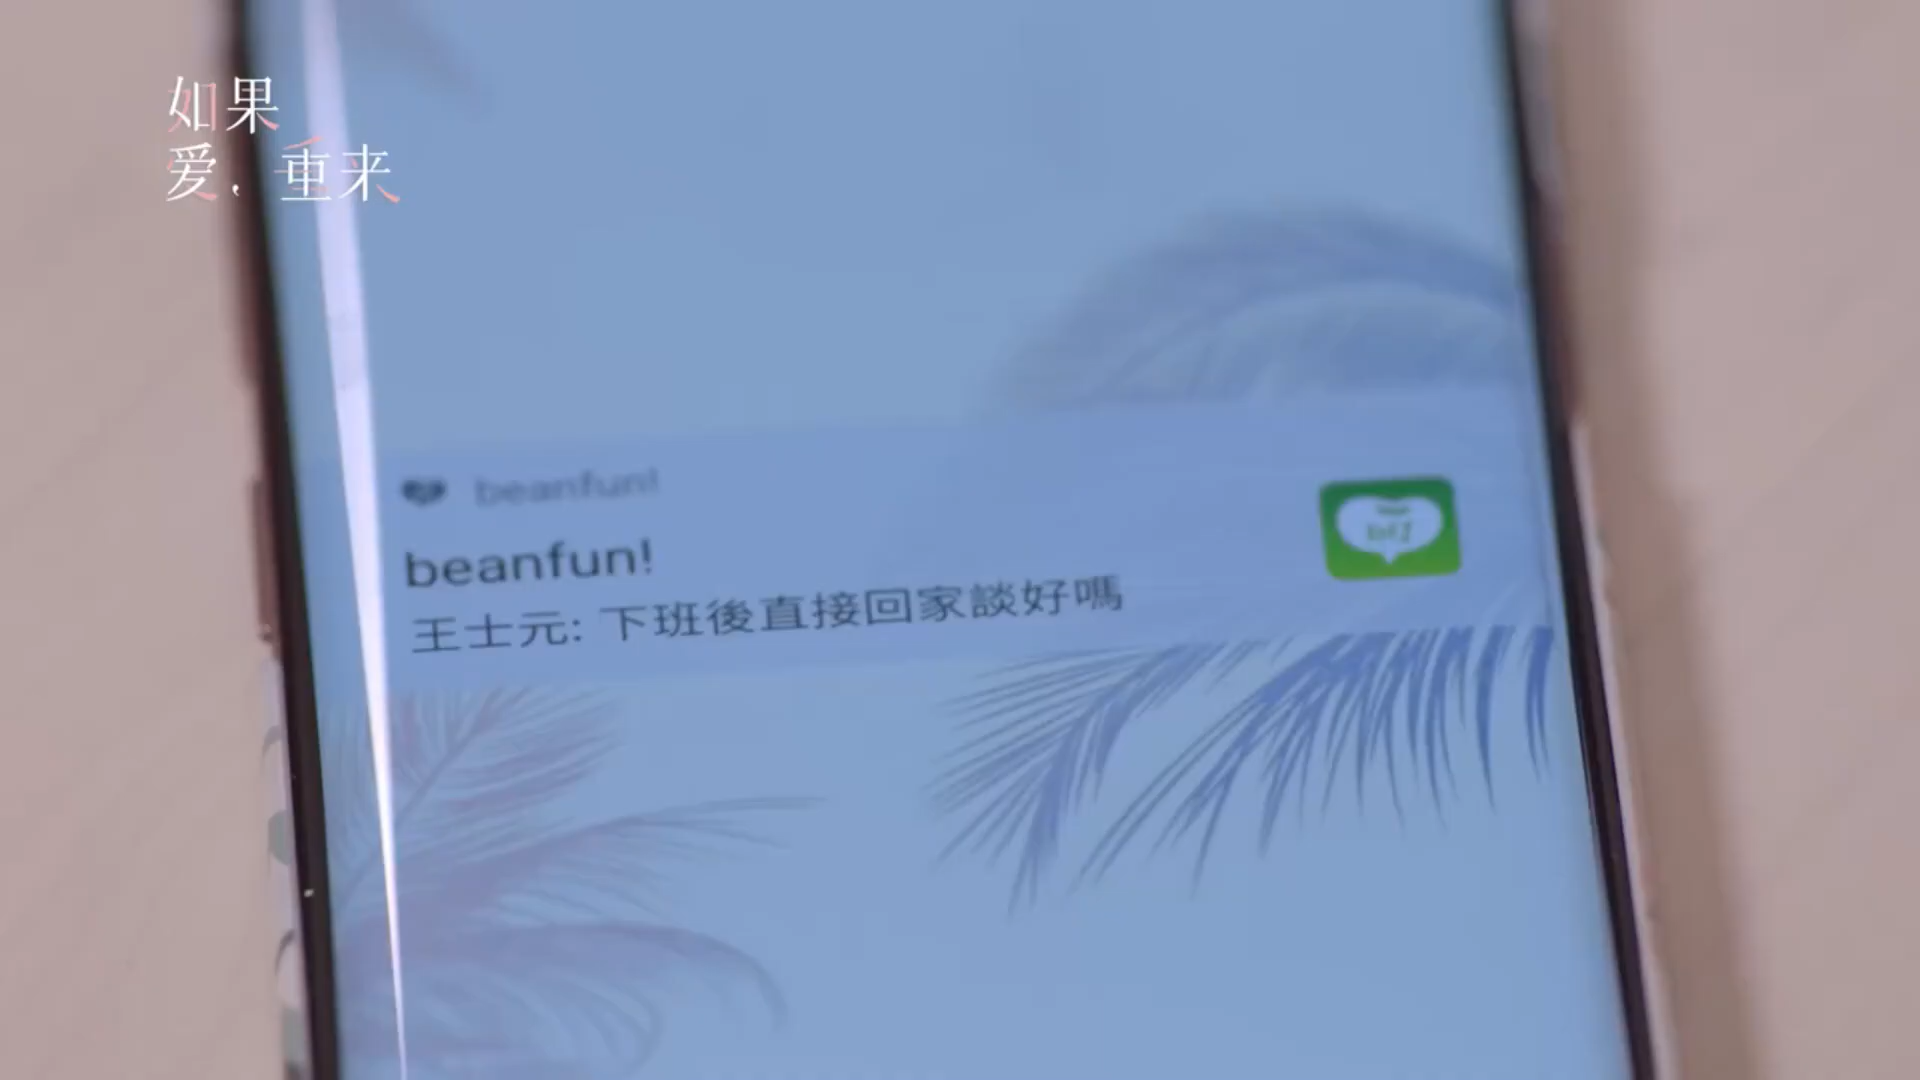 如果
爱，重来
beanfun!
beanfun!
王士元: 下班後直接回家談好嗎